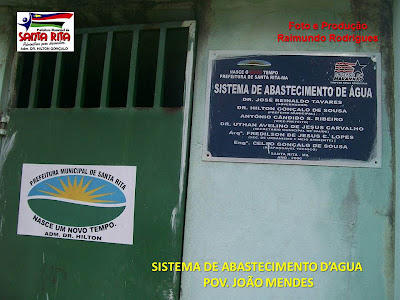 Prefeitura Municipal de
SANTA RITA
ADM. DR. HILTON GONÇALO
Foto e Produção
Raimundo Rodrigues
NASCE UM NOVO TEMPO
PREFEITURA DE SANTA RITA-MA
SISTEMA DE ABASTECIMENTO DE ÁGUA
DR. JOSÉ REINALDO TAVARES
DR. HILTON GONÇALO DE SOUSA
ANTÔNIO CÂNDIDO S. RIBEIRO
DR. UTHAN AVELINO DE JESUS CARVALHO
Arqº. FREDILSON DE JESUS E. LOPES
Engº. CELSO GONÇALO DE SOUSA
SANTA RITA - MA
PREFEITURA MUNICIPAL DE SANTA RITA
NASCE UM NOVO TEMPO.
ADM. DR. HILTON
SISTEMA DE ABASTECIMENTO D'AGUA
POV. JOÃO MENDES